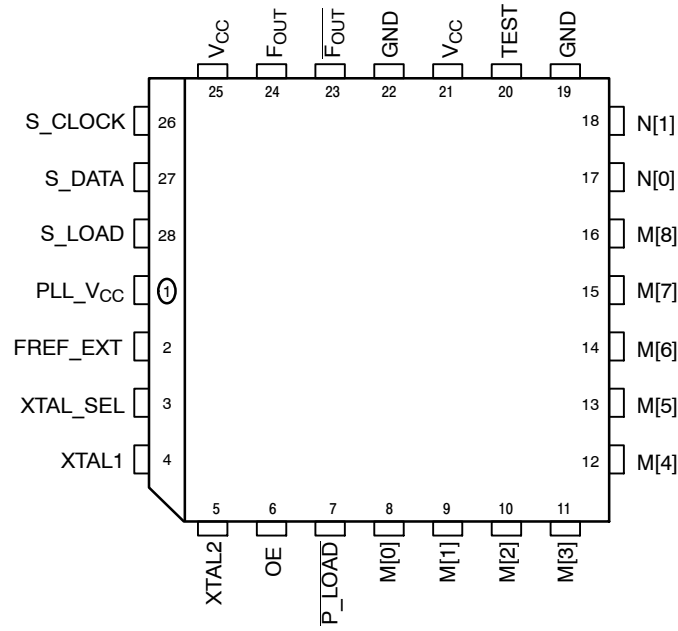 VCC
FOUT
FOUT
GND
VCC
TEST
GND
25
24
23
22
21
20
19
S_CLOCK 26
18 N[1]
S_DATA 27
17 N[0]
S_LOAD 28
16 M[8]
PLL_VCC 1
15 M[7]
FREF_EXT 2
14 M[6]
XTAL_SEL 3
13 M[5]
XTAL1 4
12 M[4]
5
6
7
8
9
10
11
XTAL2
OE
P_LOAD
M[0]
M[1]
M[2]
M[3]